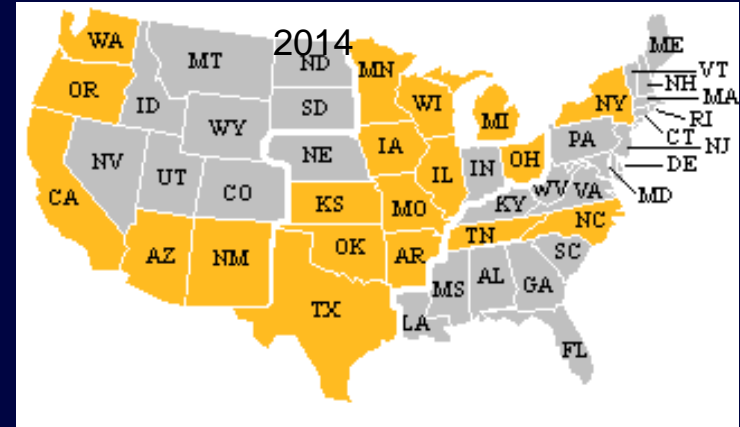 2014
WA
MT
ND
MN
ME
VT
NH
MA
RI
CT
NJ
DE
MD
OR
ID
SD
WI
MI
NY
WY
NE
IA
PA
NV
UT
CO
IL
IN
OH
CA
KS
MO
KY
WV
VA
AZ
NM
OK
AR
TN
NC
SC
TX
LA
MS
AL
GA
FL